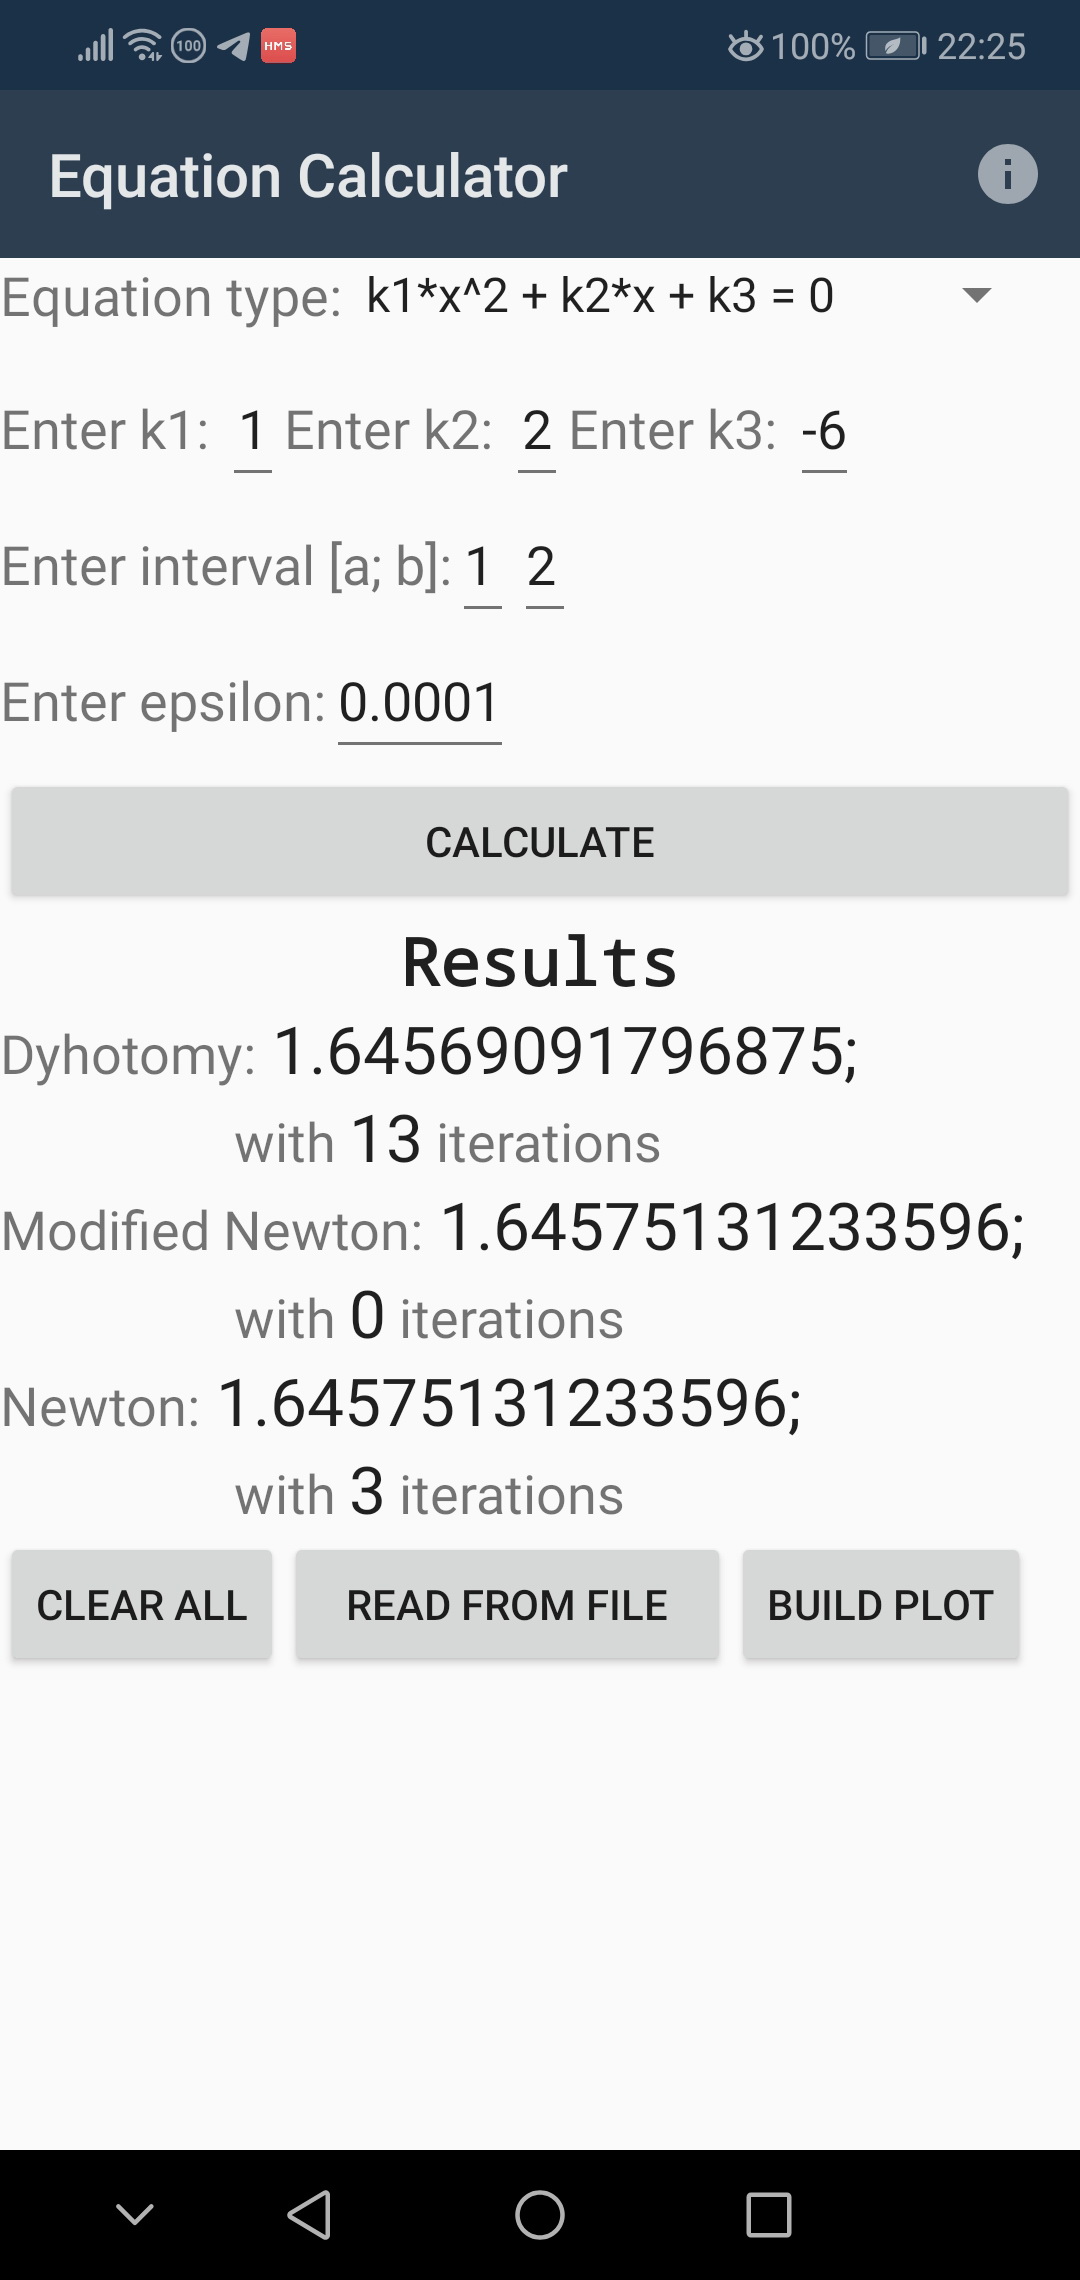 100 HMS 100% 22:25
Equation Calculator i
Equation type: k1*x^2 + k2*x + k3 = 0
Enter k1: 1 Enter k2: 2 Enter k3: -6
Enter interval [a; b]: 1 2
Enter epsilon: 0.0001
CALCULATE
Results
Dyhotomy: 1.64569091796875;
with 13 iterations
Modified Newton: 1.64575131233596;
with 0 iterations
Newton: 1.64575131233596;
with 3 iterations
CLEAR ALL READ FROM FILE BUILD PLOT